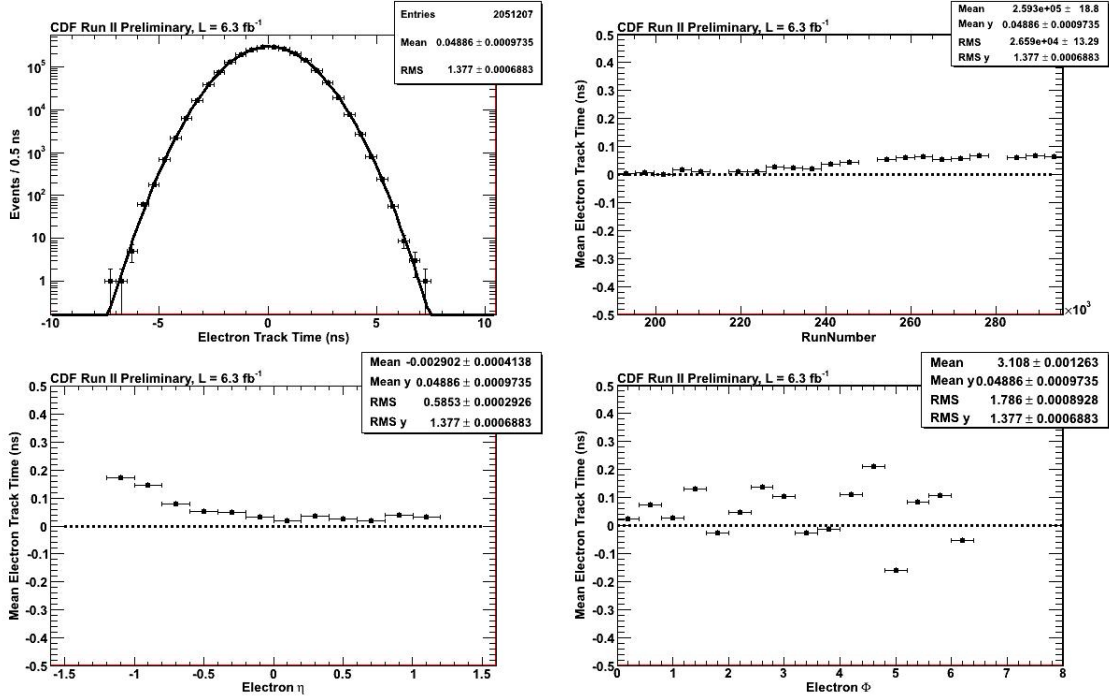 CDF Run II Preliminary, L = 6.3 fb⁻¹
Entries 2051207
Mean 0.04886 ± 0.0009735
RMS 1.377 ± 0.0006883
Events / 0.5 ns
10⁵
10⁴
10³
10²
10
1
-10 -5 0 5 10
Electron Track Time (ns)
CDF Run II Preliminary, L = 6.3 fb⁻¹
Mean 2.593e+05 ± 18.8
Mean y 0.04886 ± 0.0009735
RMS 2.659e+04 ± 13.29
RMS y 1.377 ± 0.0006883
Mean Electron Track Time (ns)
0.5
0.4
0.3
0.2
0.1
0
-0.1
-0.2
-0.3
-0.4
-0.5
200 220 240 260 280 ×10³
RunNumber
CDF Run II Preliminary, L = 6.3 fb⁻¹
Mean -0.002902 ± 0.0004138
Mean y 0.04886 ± 0.0009735
RMS 0.5853 ± 0.0002926
RMS y 1.377 ± 0.0006883
Mean Electron Track Time (ns)
0.5
0.4
0.3
0.2
0.1
0
-0.1
-0.2
-0.3
-0.4
-0.5
-1.5 -1 -0.5 0 0.5 1 1.5
Electron η
CDF Run II Preliminary, L = 6.3 fb⁻¹
Mean 3.108 ± 0.001263
Mean y 0.04886 ± 0.0009735
RMS 1.786 ± 0.0008928
RMS y 1.377 ± 0.0006883
Mean Electron Track Time (ns)
0.5
0.4
0.3
0.2
0.1
0
-0.1
-0.2
-0.3
-0.4
-0.5
0 1 2 3 4 5 6 7 8
Electron Φ